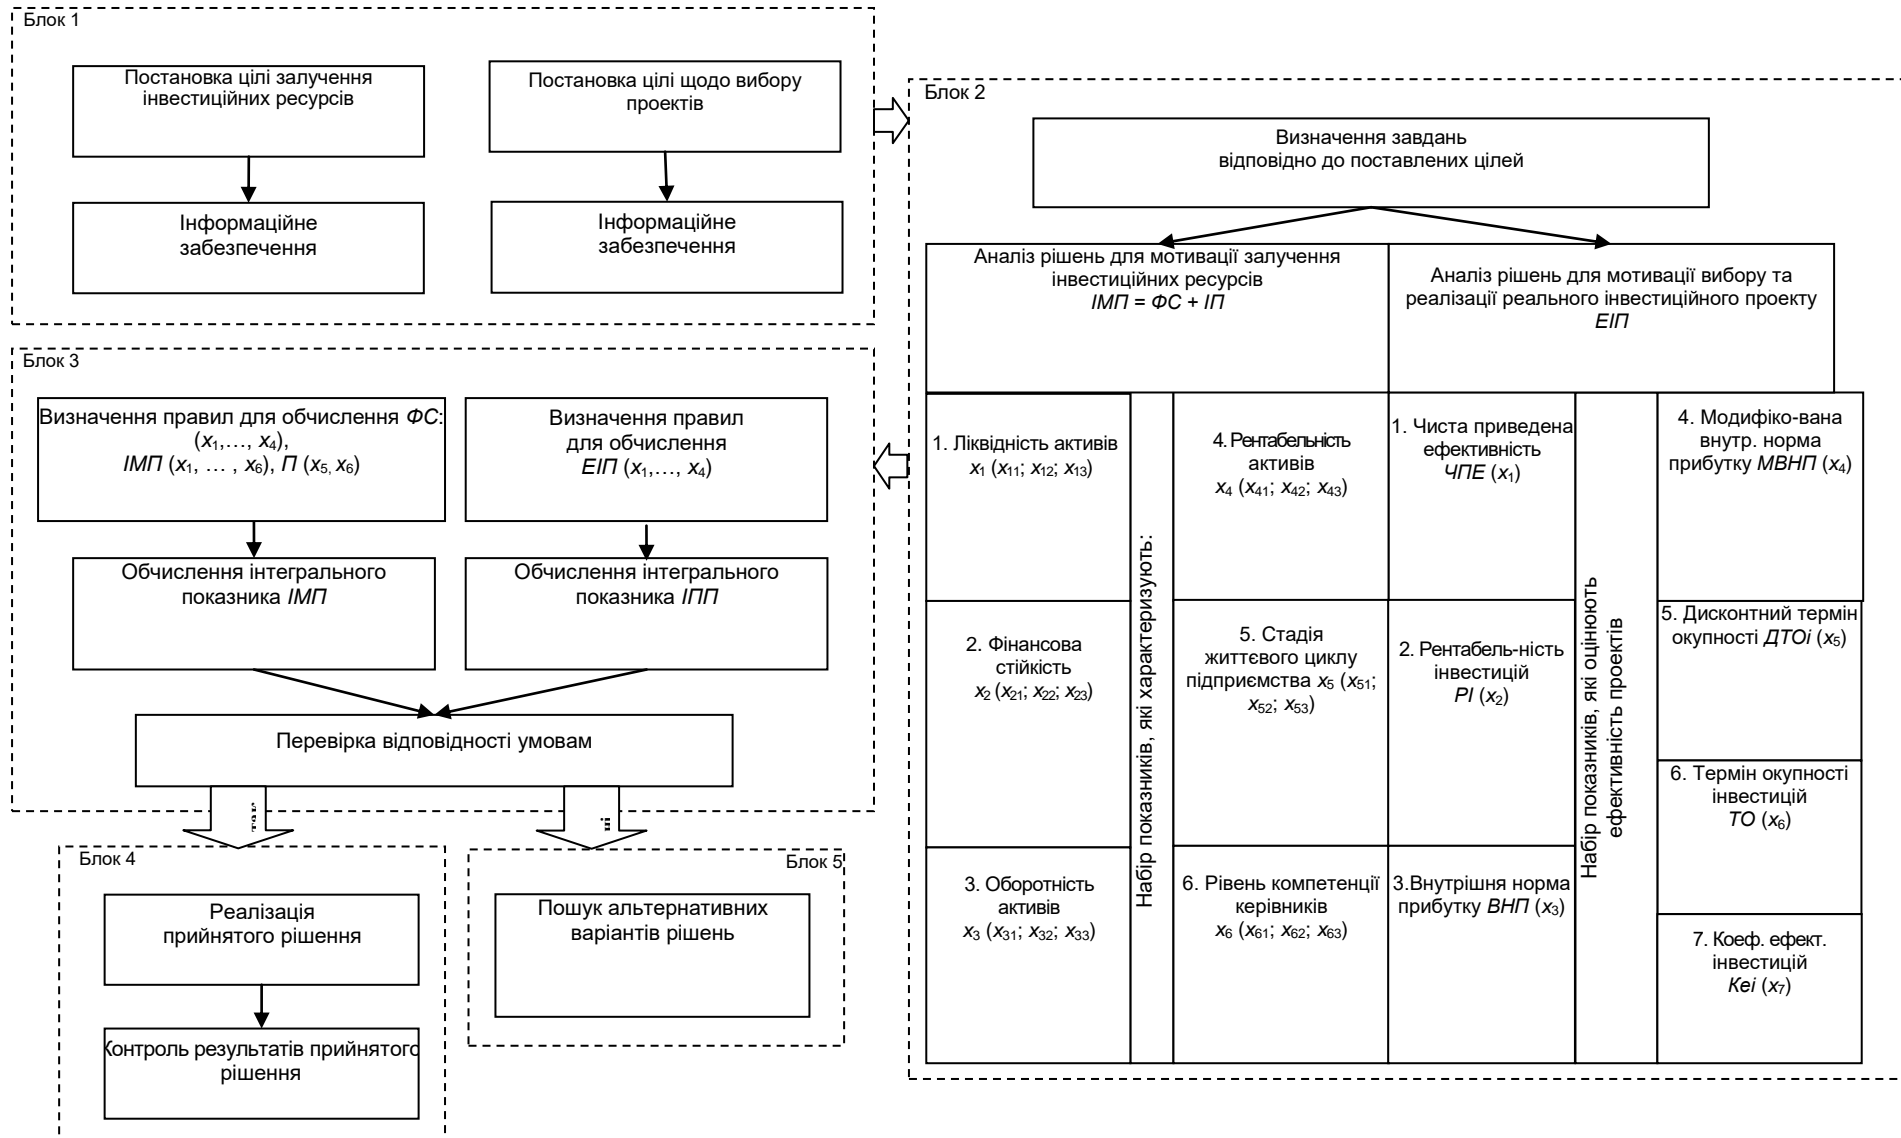 Блок 1
Постановка цілі залучення
інвестиційних ресурсів
Постановка цілі щодо вибору
проектів
Інформаційне
забезпечення
Інформаційне
забезпечення
Блок 2
Визначення завдань
відповідно до поставлених цілей
Аналіз рішень для мотивації залучення
інвестиційних ресурсів
ІМП = ФС + ІП
Аналіз рішень для мотивації вибору та
реалізації реального інвестиційного проекту
ЕІП
1. Ліквідність активів
x1 (x11; x12; x13)
2. Фінансова
стійкість
x2 (x21; x22; x23)
3. Оборотність
активів
x3 (x31; x32; x33)
Набір показників, які характеризують:
4. Рентабельність
активів
x4 (x41; x42; x43)
5. Стадія
життєвого циклу
підприємства x5 (x51;
x52; x53)
6. Рівень компетенції
керівників
x6 (x61; x62; x63)
1. Чиста приведена
ефективність
ЧПЕ (x1)
2. Рентабель-ність
інвестицій
PI (x2)
3.Внутрішня норма
прибутку ВНП (x3)
Набір показників, які оцінюють
ефективність проектів
4. Модифіко-вана
внутр. норма
прибутку МВНП (x4)
5. Дисконтний термін
окупності ДТОі (x5)
6. Термін окупності
інвестицій
ТО (x6)
7. Коеф. ефект.
інвестицій
Кеі (x7)
Блок 3
Визначення правил для обчислення ФС:
(x1,…, x4),
ІМП (x1, … , x6), П (x5, x6)
Визначення правил
для обчислення
ЕІП (x1,…, x4)
Обчислення інтегрального
показника ІМП
Обчислення інтегрального
показника ІПП
Перевірка відповідності умовам
Блок 4
Реалізація
прийнятого рішення
Контроль результатів прийнятого
рішення
Блок 5
Пошук альтернативних
варіантів рішень